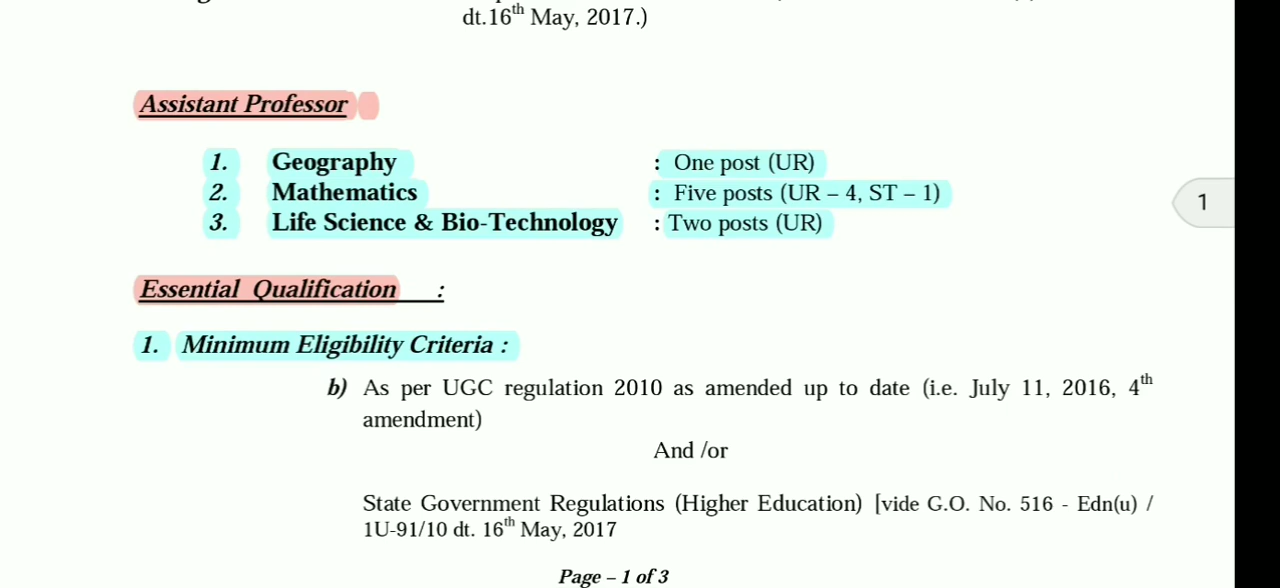 dt.16th May, 2017.)
Assistant Professor
1. Geography : One post (UR)
2. Mathematics : Five posts (UR – 4, ST – 1)
3. Life Science & Bio-Technology : Two posts (UR)
Essential Qualification :
1. Minimum Eligibility Criteria :
b) As per UGC regulation 2010 as amended up to date (i.e. July 11, 2016, 4th
amendment)
And /or
State Government Regulations (Higher Education) [vide G.O. No. 516 - Edn(u) /
1U-91/10 dt. 16th May, 2017
Page – 1 of 3
1